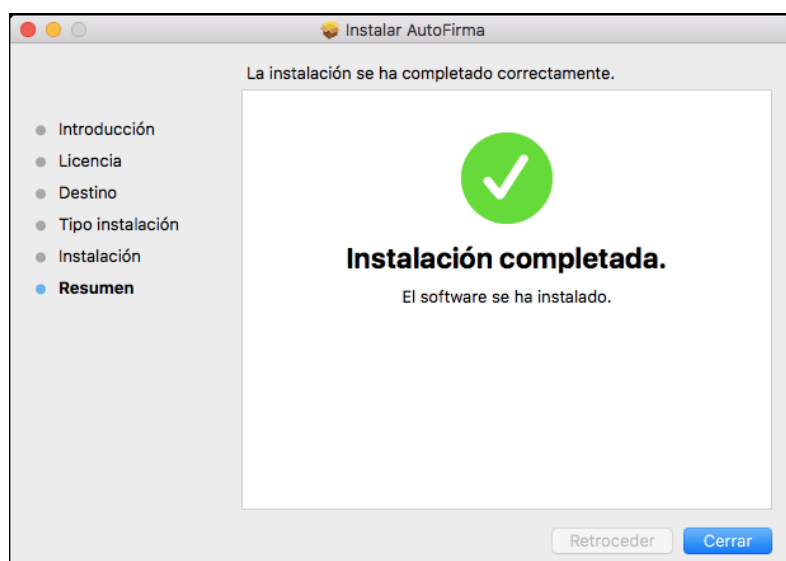 Instalar AutoFirma
La instalación se ha completado correctamente.
Introducción
Licencia
Destino
Tipo instalación
Instalación
Resumen
Instalación completada.
El software se ha instalado.
Retroceder
Cerrar